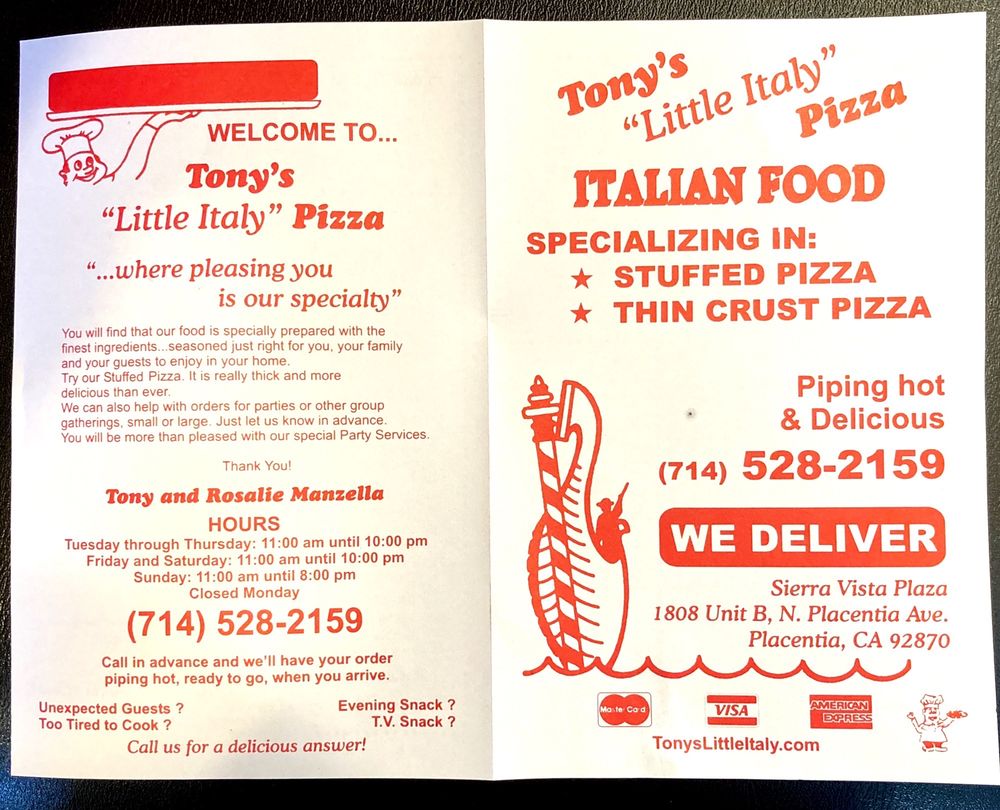 WELCOME TO...
Tony's
"Little Italy" Pizza
"...where pleasing you
is our specialty"
You will find that our food is specially prepared with the
finest ingredients...seasoned just right for you, your family
and your guests to enjoy in your home.
Try our Stuffed Pizza. It is really thick and more
delicious than ever.
We can also help with orders for parties or other group
gatherings, small or large. Just let us know in advance.
You will be more than pleased with our special Party Services.
Thank You!
Tony and Rosalie Manzella
HOURS
Tuesday through Thursday: 11:00 am until 10:00 pm
Friday and Saturday: 11:00 am until 10:00 pm
Sunday: 11:00 am until 8:00 pm
Closed Monday
(714) 528-2159
Call in advance and we'll have your order
piping hot, ready to go, when you arrive.
Unexpected Guests ?
Too Tired to Cook ?
Evening Snack ?
T.V. Snack ?
Call us for a delicious answer!
Tony's
"Little Italy"
Pizza
ITALIAN FOOD
SPECIALIZING IN:
★ STUFFED PIZZA
★ THIN CRUST PIZZA
Piping hot
& Delicious
(714) 528-2159
WE DELIVER
Sierra Vista Plaza
1808 Unit B, N. Placentia Ave.
Placentia, CA 92870
MasterCard
VISA
AMERICAN
EXPRESS
TonysLittleItaly.com